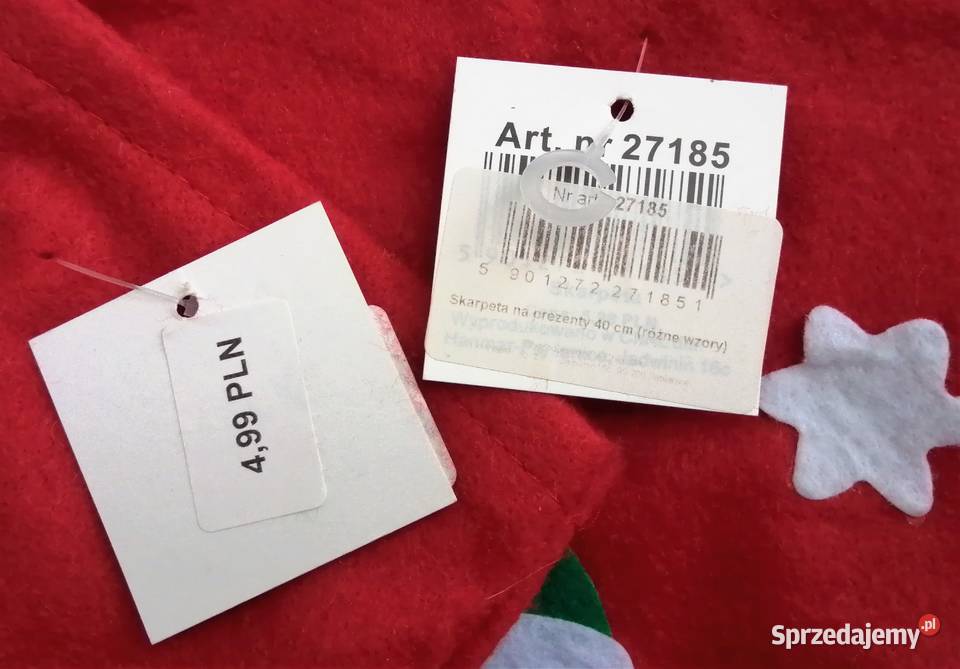 Art. nr 27185
Nr art. 27185
5 901272 271851
Skarpeta na prezenty 40 cm (różne wzory)
Wyprodukowano w
4,99 PLN
Sprzedajemy.pl